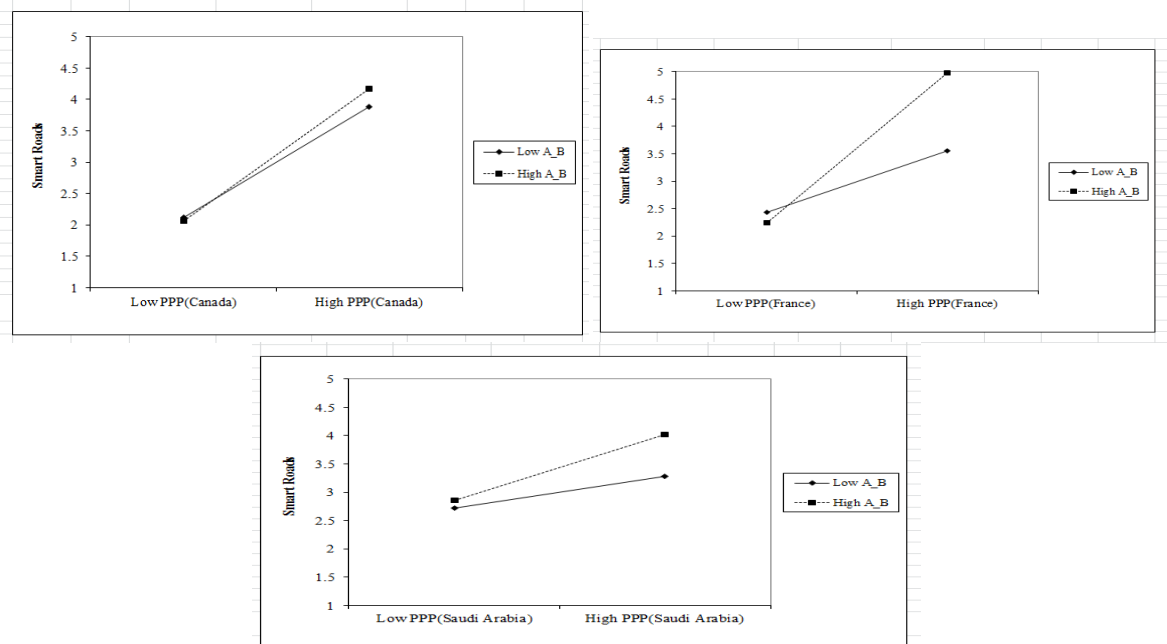 5
4.5
4
3.5
3
2.5
2
1.5
1
Smart Roads
Low PPP(Canada)
High PPP(Canada)
Low A_B
High A_B
5
4.5
4
3.5
3
2.5
2
1.5
1
Smart Roads
Low PPP(France)
High PPP(France)
Low A_B
High A_B
5
4.5
4
3.5
3
2.5
2
1.5
1
Smart Roads
Low PPP(Saudi Arabia)
High PPP(Saudi Arabia)
Low A_B
High A_B